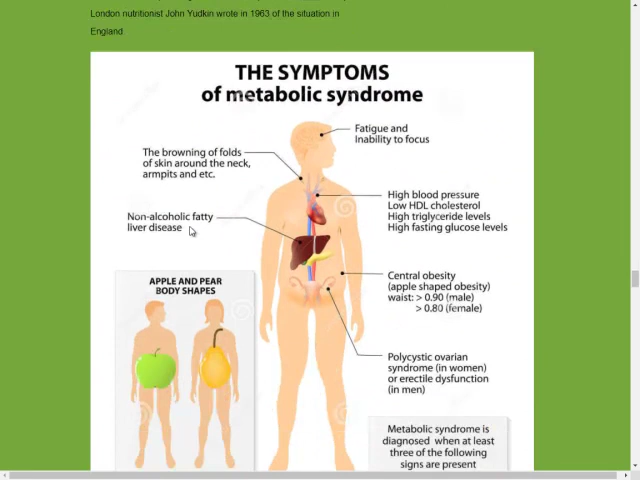 London nutritionist John Yudkin wrote in 1963 of the situation in
England
THE SYMPTOMS
of metabolic syndrome
Fatigue and
Inability to focus
The browning of folds
of skin around the neck,
armpits and etc.
High blood pressure
Low HDL cholesterol
High triglyceride levels
High fasting glucose levels
Non-alcoholic fatty
liver disease
Central obesity
(apple shaped obesity)
waist: > 0.90 (male)
> 0.80 (female)
APPLE AND PEAR
BODY SHAPES
Polycystic ovarian
syndrome (in women)
or erectile dysfunction
(in men)
Metabolic syndrome is
diagnosed when at least
three of the following
signs are present